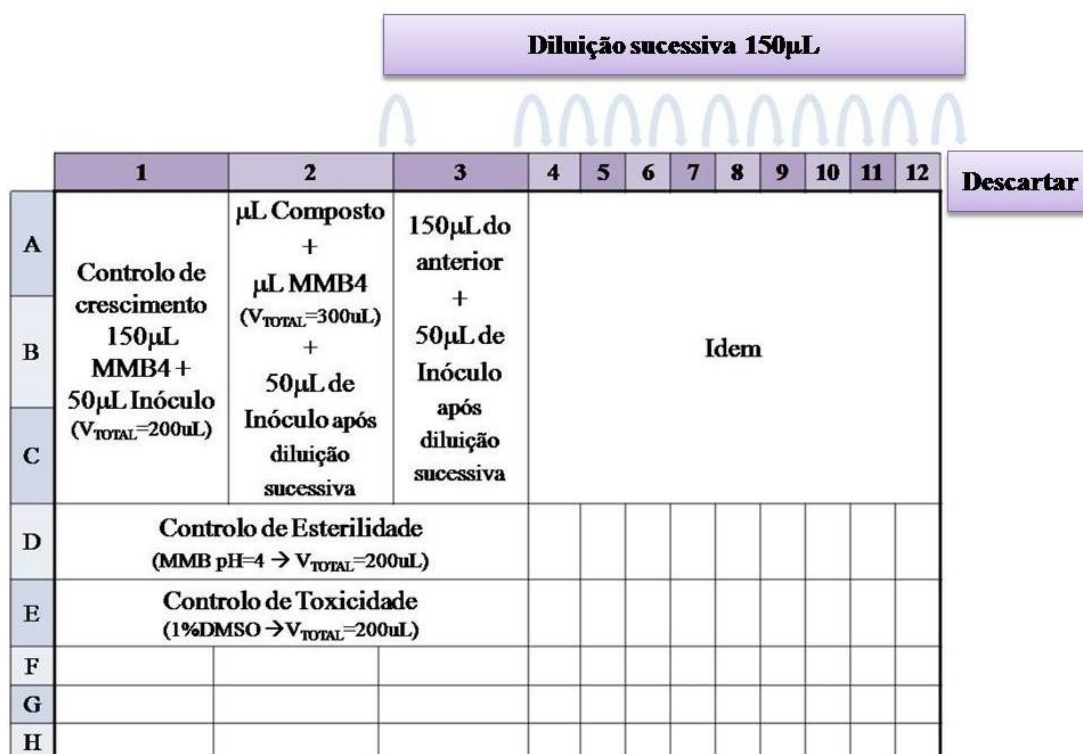 Diluição sucessiva 150µL
1 2 3 4 5 6 7 8 9 10 11 12
Descartar
A
B
C
D
E
F
G
H
Controlo de
crescimento
150µL
MMB4 +
50µL Inóculo
(VTOTAL=200uL)
µL Composto
+
µL MMB4
(VTOTAL=300uL)
+
50µL de
Inóculo após
diluição
sucessiva
150µL do
anterior
+
50µL de
Inóculo
após
diluição
sucessiva
Idem
Controlo de Esterilidade
(MMB pH=4 → VTOTAL=200uL)
Controlo de Toxicidade
(1%DMSO →VTOTAL=200uL)